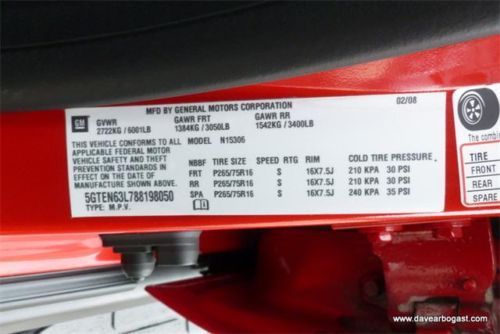 MFD BY GENERAL MOTORS CORPORATION 02/08
GM GVWR GAWR FRT GAWR RR
2722KG / 6001LB 1384KG / 3050LB 1542KG / 3400LB
THIS VEHICLE CONFORMS TO ALL MODEL N15306
APPLICABLE FEDERAL MOTOR
VEHICLE SAFETY AND THEFT
PREVENTION STANDARDS IN
EFFECT ON THE DATE OF
MANUFACTURE SHOWN ABOVE.
5GTEN63L788198050
TYPE: M.P.V.
NBBF TIRE SIZE S RTG RIM COLD TIRE PRESSURE
FRT P265/75R16 S 16X7.5J 210 KPA 30 PSI
RR P265/75R16 S 16X7.5J 210 KPA 30 PSI
SPA P265/75R16 S 16X7.5J 240 KPA 35 PSI
TIRE
FRONT
REAR
SPARE
www.davearbogast.com